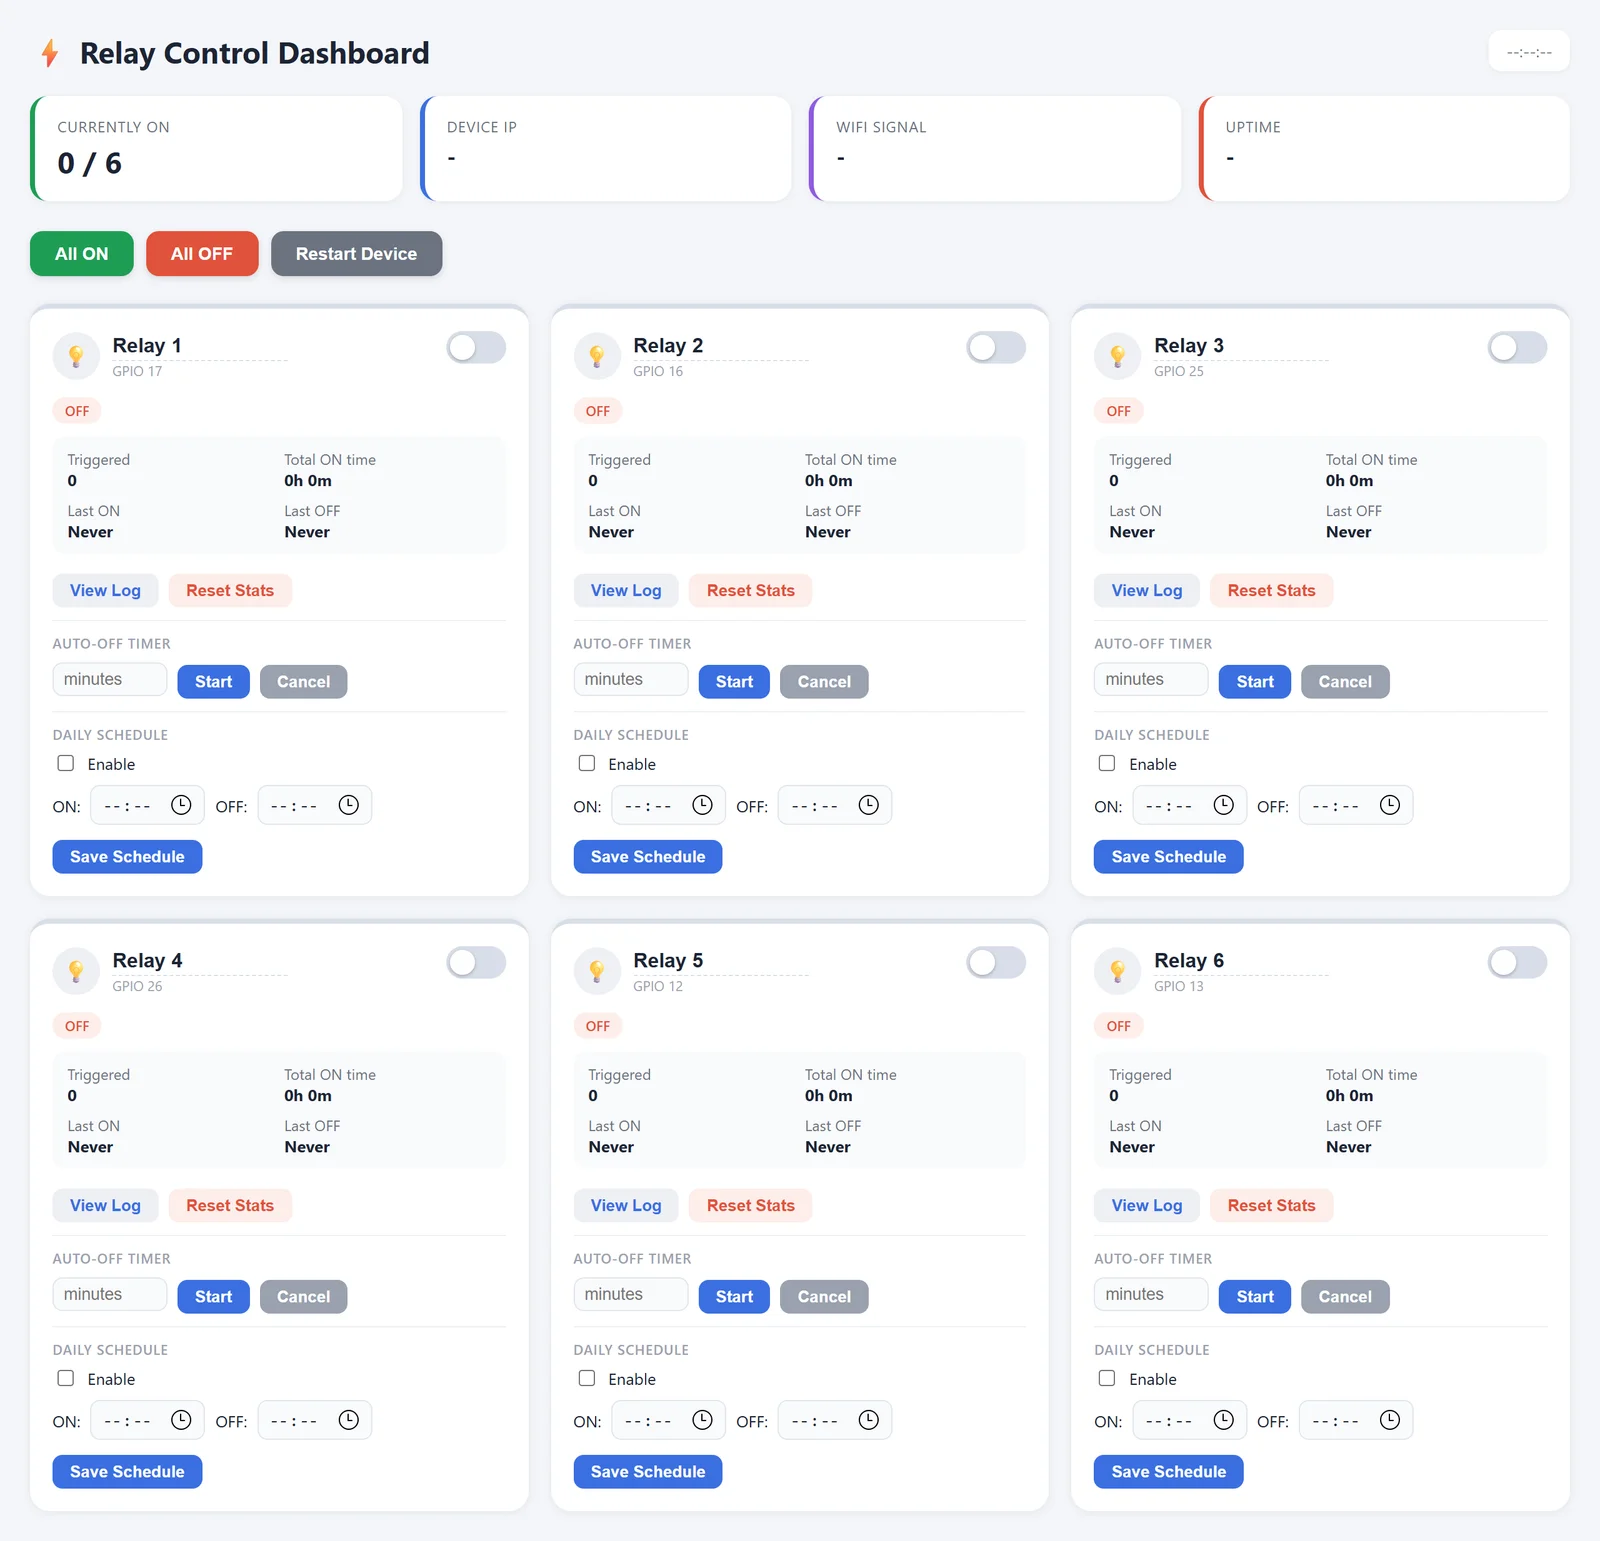 Relay Control Dashboard
--:--:--
CURRENTLY ON
0 / 6
DEVICE IP
-
WIFI SIGNAL
-
UPTIME
-
All ON
All OFF
Restart Device
Relay 1
GPIO 17
OFF
Triggered
0
Total ON time
0h 0m
Last ON
Never
Last OFF
Never
View Log
Reset Stats
AUTO-OFF TIMER
minutes
Start
Cancel
DAILY SCHEDULE
Enable
ON: --:-- OFF: --:--
Save Schedule
Relay 2
GPIO 16
OFF
Triggered
0
Total ON time
0h 0m
Last ON
Never
Last OFF
Never
View Log
Reset Stats
AUTO-OFF TIMER
minutes
Start
Cancel
DAILY SCHEDULE
Enable
ON: --:-- OFF: --:--
Save Schedule
Relay 3
GPIO 25
OFF
Triggered
0
Total ON time
0h 0m
Last ON
Never
Last OFF
Never
View Log
Reset Stats
AUTO-OFF TIMER
minutes
Start
Cancel
DAILY SCHEDULE
Enable
ON: --:-- OFF: --:--
Save Schedule
Relay 4
GPIO 26
OFF
Triggered
0
Total ON time
0h 0m
Last ON
Never
Last OFF
Never
View Log
Reset Stats
AUTO-OFF TIMER
minutes
Start
Cancel
DAILY SCHEDULE
Enable
ON: --:-- OFF: --:--
Save Schedule
Relay 5
GPIO 12
OFF
Triggered
0
Total ON time
0h 0m
Last ON
Never
Last OFF
Never
View Log
Reset Stats
AUTO-OFF TIMER
minutes
Start
Cancel
DAILY SCHEDULE
Enable
ON: --:-- OFF: --:--
Save Schedule
Relay 6
GPIO 13
OFF
Triggered
0
Total ON time
0h 0m
Last ON
Never
Last OFF
Never
View Log
Reset Stats
AUTO-OFF TIMER
minutes
Start
Cancel
DAILY SCHEDULE
Enable
ON: --:-- OFF: --:--
Save Schedule